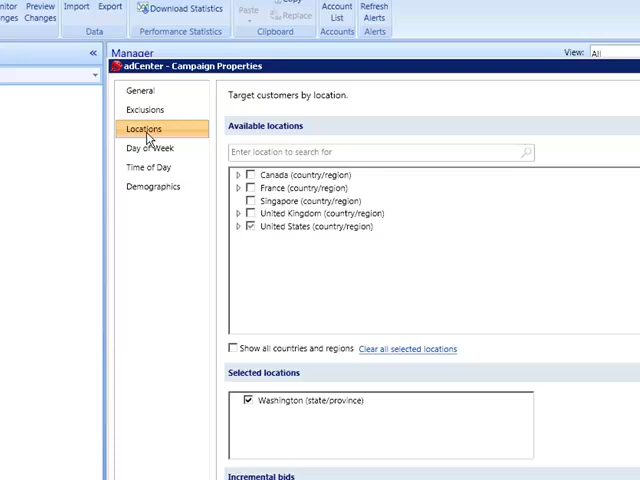 nitor
Changes
Preview
Changes
Import
Export
Download Statistics
Paste
Copy
Replace
Account
List
Refresh
Alerts
Data
Performance Statistics
Clipboard
Accounts
Alerts
Manager
View:
All
adCenter - Campaign Properties
General
Exclusions
Locations
Day of Week
Time of Day
Demographics
Target customers by location.
Available locations
Enter location to search for
Canada (country/region)
France (country/region)
Singapore (country/region)
United Kingdom (country/region)
United States (country/region)
Show all countries and regions
Clear all selected locations
Selected locations
Washington (state/province)
Incremental bids